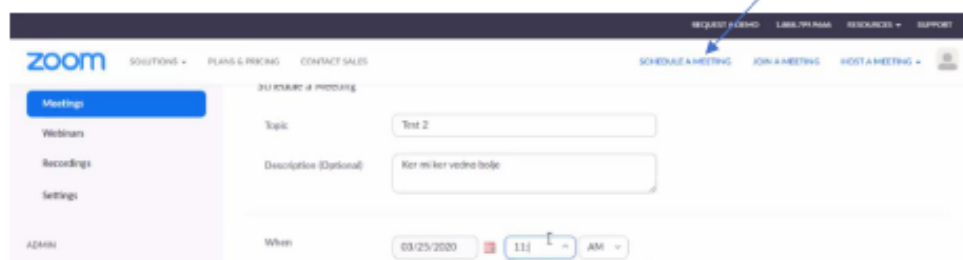 REQUEST A DEMO 1.888.799.9666 RESOURCES SUPPORT
zoom SOLUTIONS PLANS & PRICING CONTACT SALES SCHEDULE A MEETING JOIN A MEETING HOST A MEETING
Schedule a Meeting
Meetings
Topic Test 2
Webinars
Recordings
Description (Optional) Ker mi ker vedno bolje
Settings
ADMIN
When 03/25/2020 11: AM